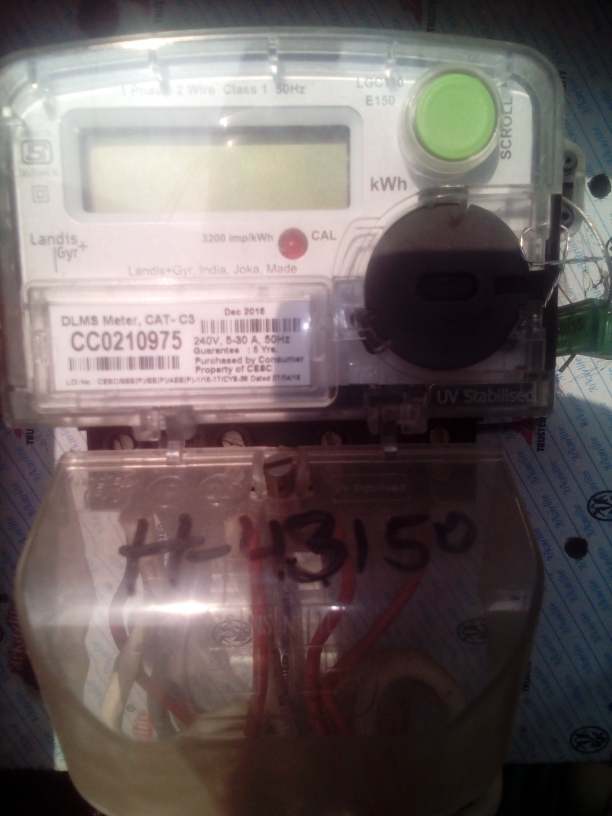 1 Phase 2 Wire Class 1 50Hz
LGC110
E150
SCROLL
kWh
3200 imp/kWh
CAL
Landis
Gyr+
Landis+Gyr, India, Joka, Made
DLMS Meter, CAT- C3
Dec 2016
CC0210975
240V, 5-30 A, 50Hz
Guarantee : 5 Yrs.
Purchased by Consumer
Property of CESC
UV Stabilised
UV Stabilised
H-43150